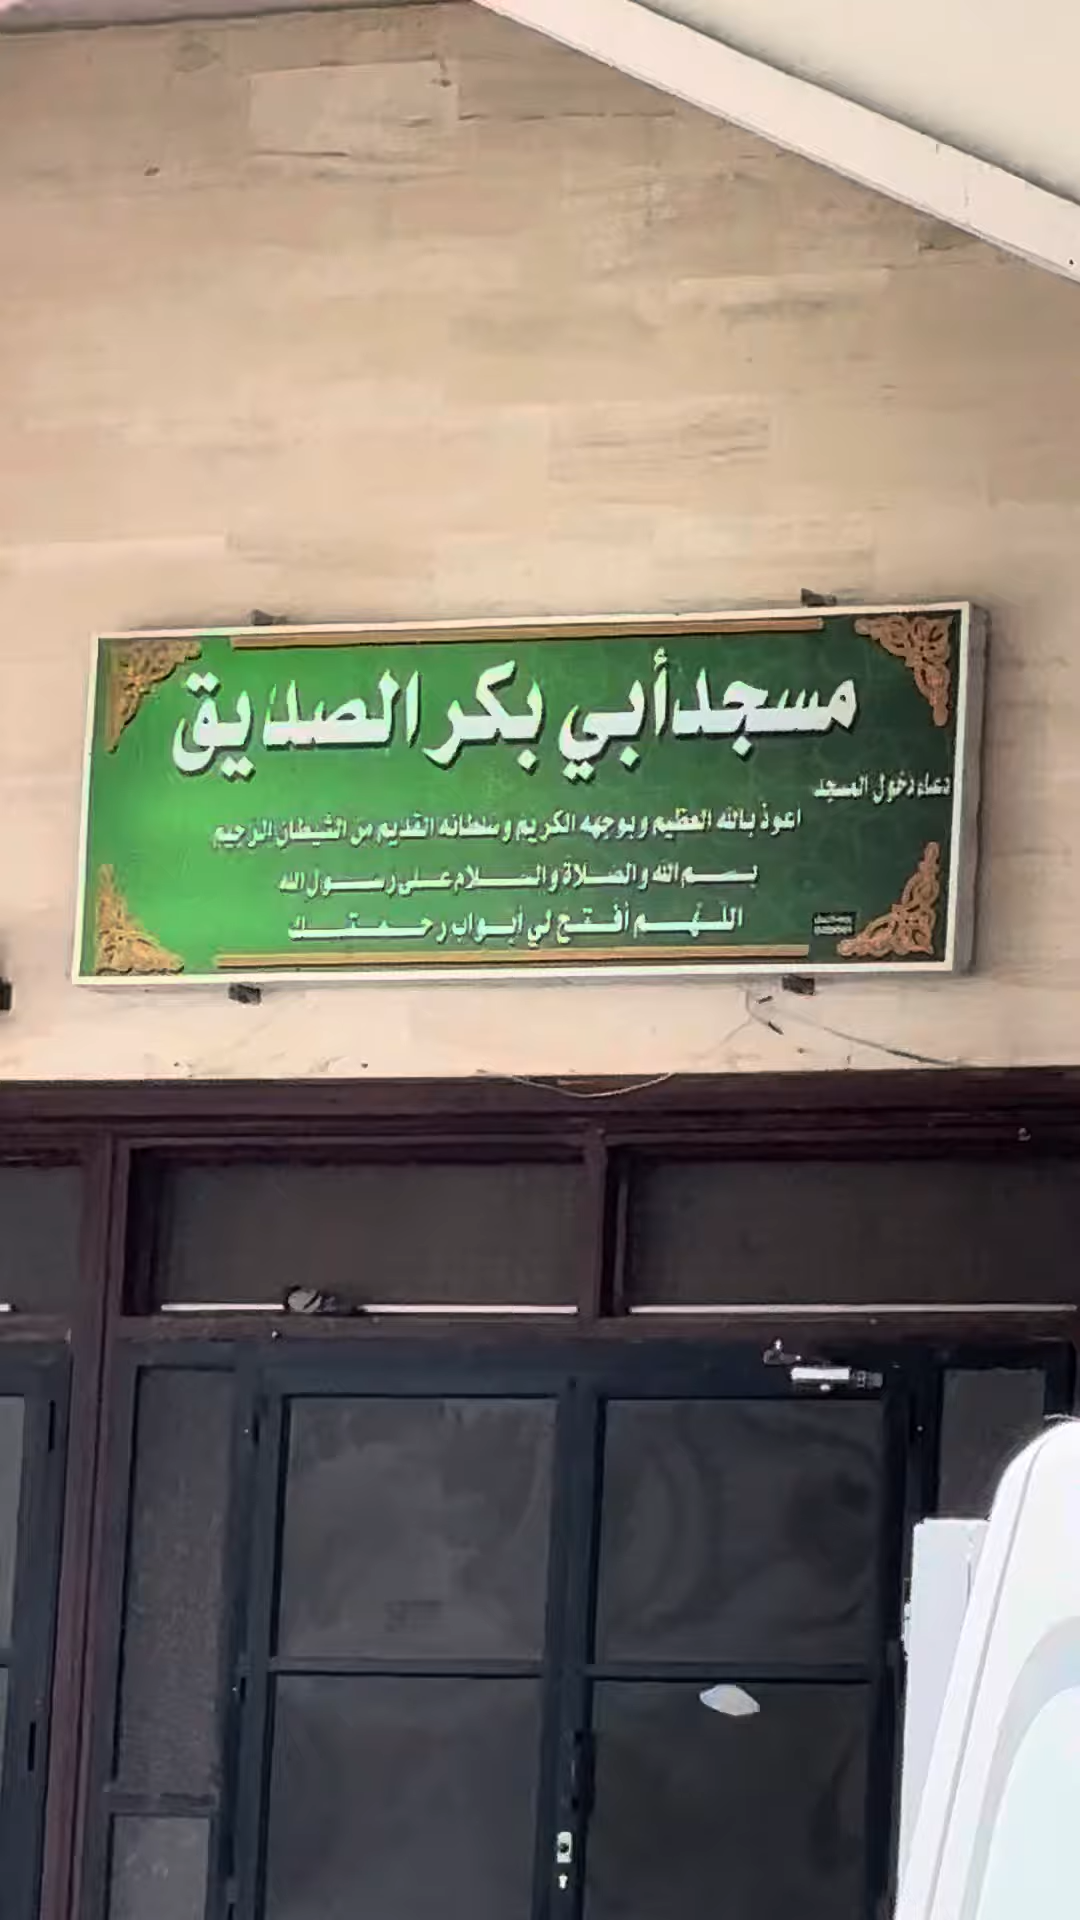 مسجد أبي بكر الصديق
دعاء دخول المسجد
اعوذ بالله العظيم وبوجهه الكريم وسلطانه القديم من الشيطان الرجيم
بسم الله والصلاة والسلام على رسول الله
اللهم أفتح لي أبواب رحمتك